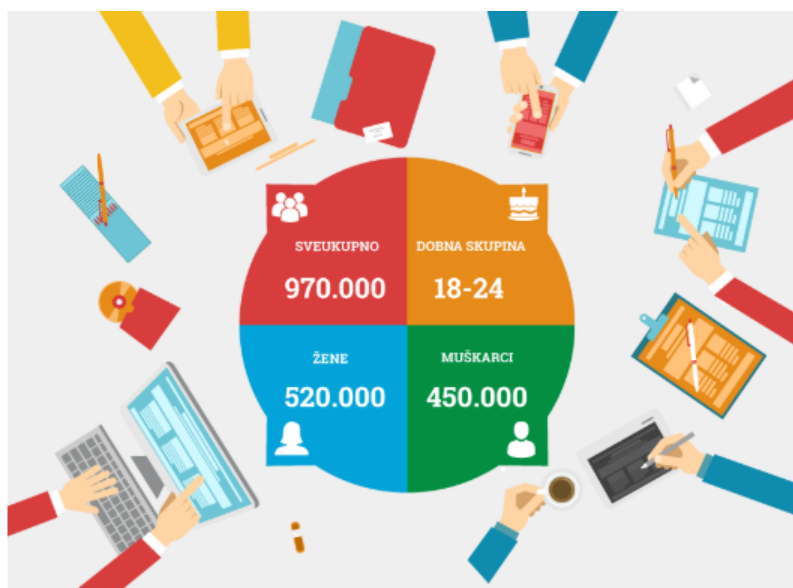 SVEUKUPNO
970.000
DOBNA SKUPINA
18-24
ŽENE
520.000
MUŠKARCI
450.000